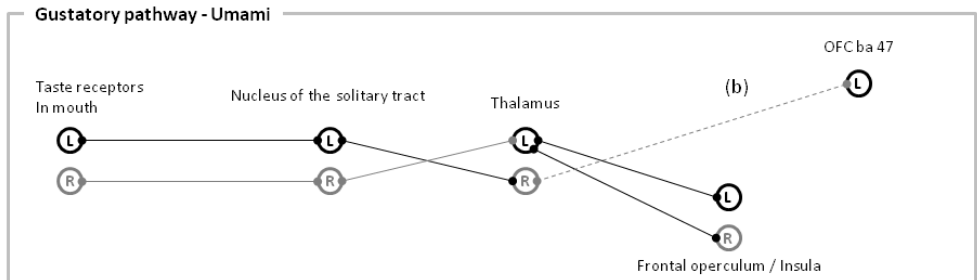 Gustatory pathway - Umami
OFC ba 47
Taste receptors
In mouth
Nucleus of the solitary tract
Thalamus
(b)
L
L
L
L
R
R
R
L
R
Frontal operculum / Insula